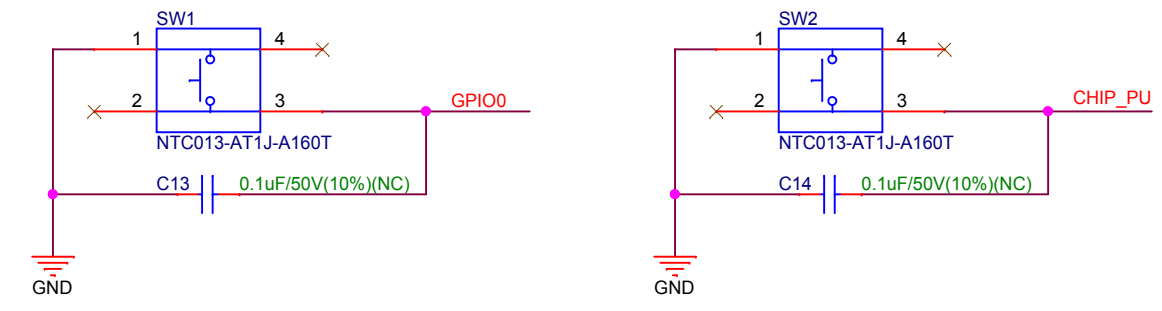 SW1
1
4
2
3
GPIO0
NTC013-AT1J-A160T
C13
0.1uF/50V(10%)(NC)
GND
SW2
1
4
2
3
CHIP_PU
NTC013-AT1J-A160T
C14
0.1uF/50V(10%)(NC)
GND